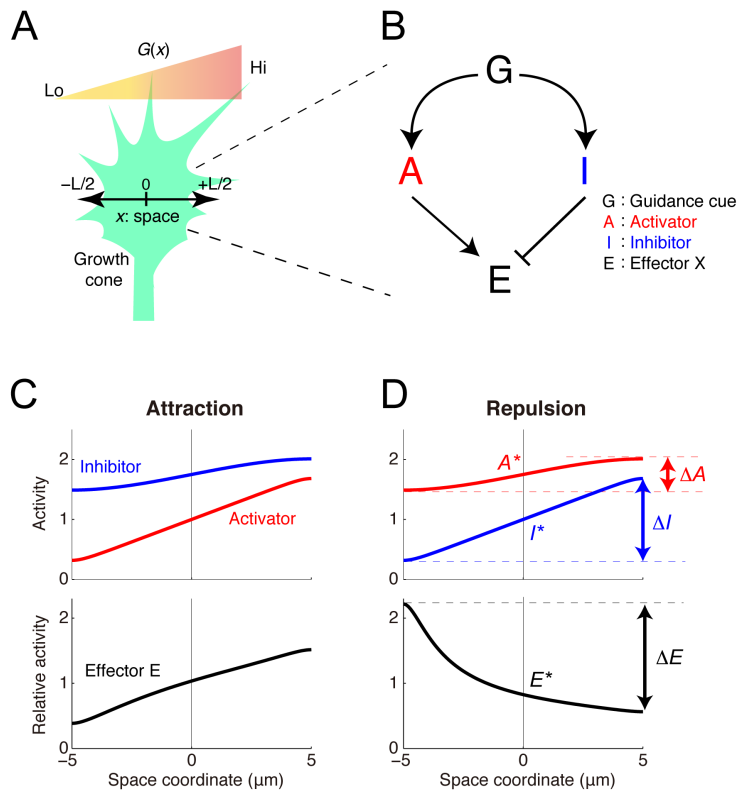 A
G(x)
Lo
Hi
−L/2
0
+L/2
x: space
Growth
cone
B
G
A
I
E
G : Guidance cue
A : Activator
I : Inhibitor
E : Effector X
C
Attraction
2
1
0
Activity
Inhibitor
Activator
2
1
0
Relative activity
Effector E
−5
0
5
Space coordinate (μm)
D
Repulsion
2
1
0
A*
I*
ΔA
ΔI
2
1
0
E*
ΔE
−5
0
5
Space coordinate (μm)